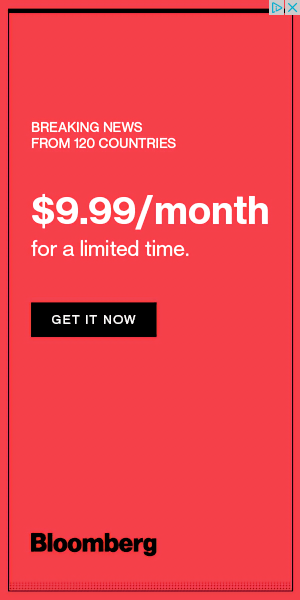 BREAKING NEWS
FROM 120 COUNTRIES
$9.99/month
for a limited time.
GET IT NOW
Bloomberg